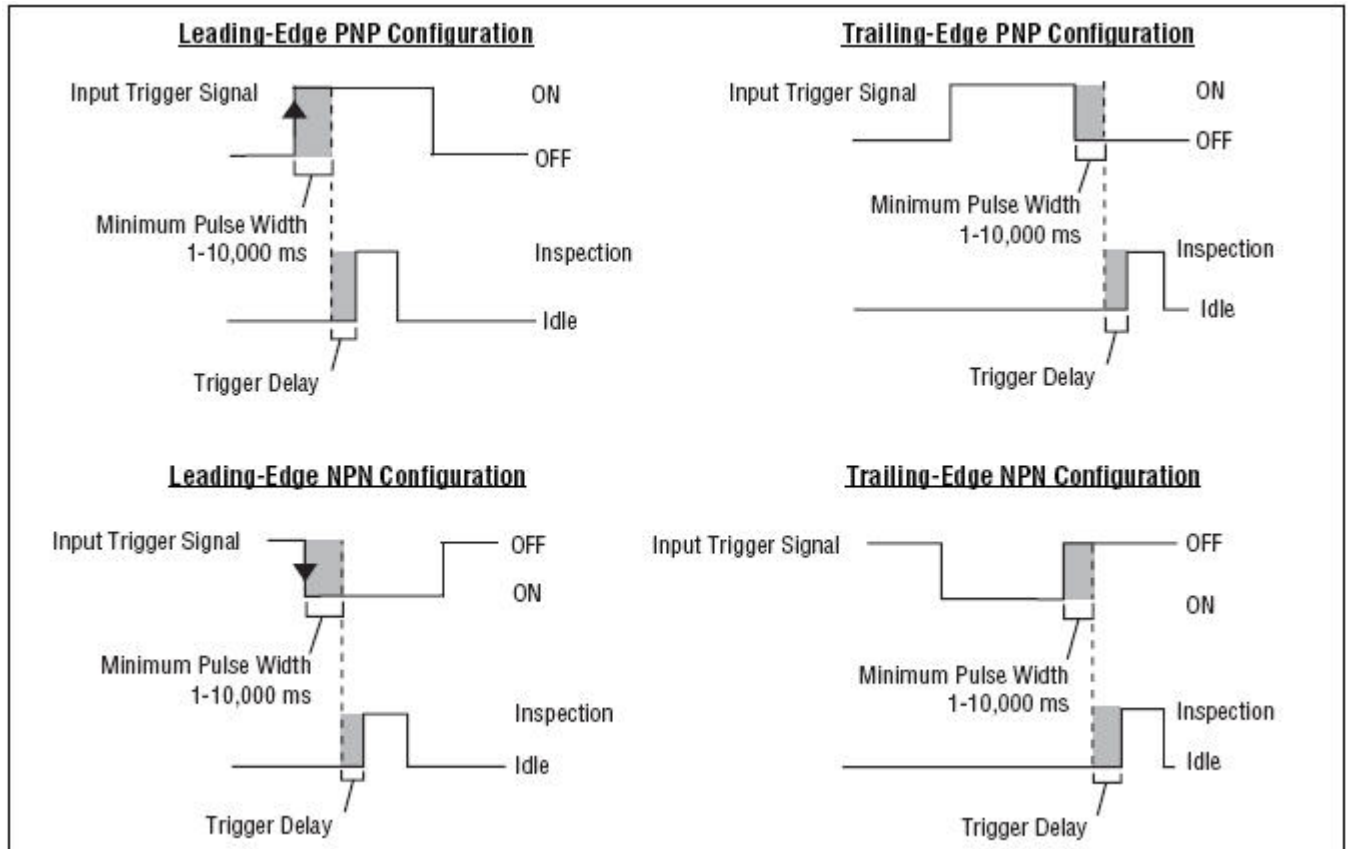 Leading-Edge PNP Configuration
Input Trigger Signal
ON
OFF
Minimum Pulse Width
1-10,000 ms
Inspection
Idle
Trigger Delay
Trailing-Edge PNP Configuration
Input Trigger Signal
ON
OFF
Minimum Pulse Width
1-10,000 ms
Inspection
Idle
Trigger Delay
Leading-Edge NPN Configuration
Input Trigger Signal
OFF
ON
Minimum Pulse Width
1-10,000 ms
Inspection
Idle
Trigger Delay
Trailing-Edge NPN Configuration
Input Trigger Signal
OFF
ON
Minimum Pulse Width
1-10,000 ms
Inspection
Idle
Trigger Delay